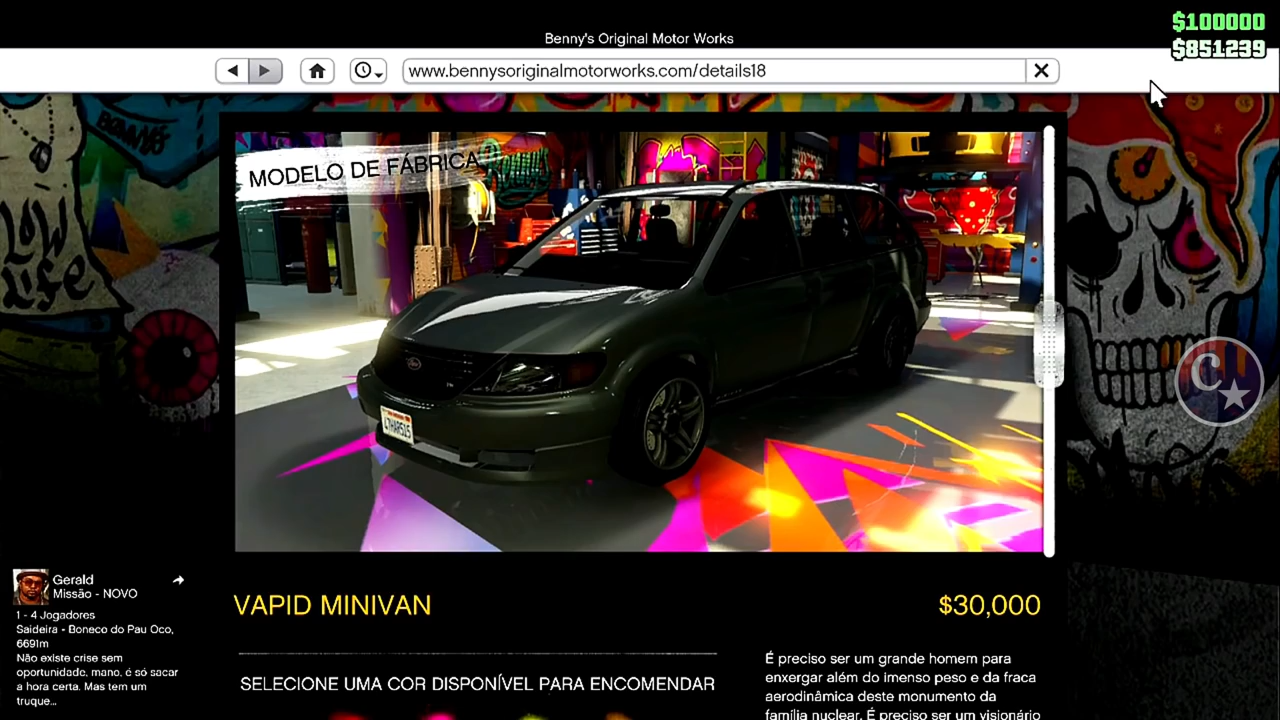 $100000
$851239
Benny's Original Motor Works
www.bennysoriginalmotorworks.com/details18
MODELO DE FÁBRICA
LOW
LIFE
VAPID MINIVAN
$30,000
SELECIONE UMA COR DISPONÍVEL PARA ENCOMENDAR
É preciso ser um grande homem para
enxergar além do imenso peso e da fraca
aerodinâmica deste monumento da
família nuclear. É preciso ser um visionário
Gerald
Missão - NOVO
1 - 4 Jogadores
Saideira - Boneco do Pau Oco,
6691m
Não existe crise sem
oportunidade, mano, é só sacar
a hora certa. Mas tem um
truque...
C